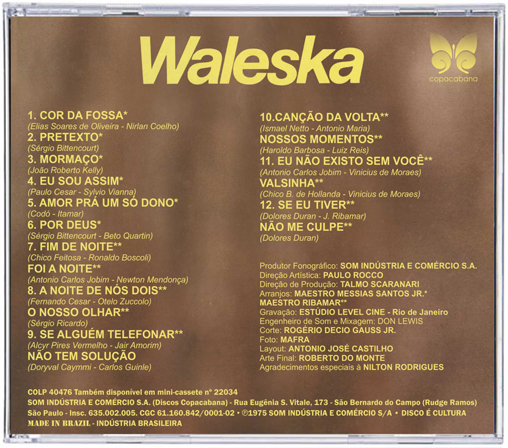 Waleska
copacabana
1. COR DA FOSSA*
(Elias Soares de Oliveira - Nirlan Coelho)
2. PRETEXTO*
(Sérgio Bittencourt)
3. MORMAÇO*
(João Roberto Kelly)
4. EU SOU ASSIM*
(Paulo Cesar - Sylvio Vianna)
5. AMOR PRÁ UM SÓ DONO*
(Codó - Itamar)
6. POR DEUS*
(Sérgio Bittencourt - Beto Quartin)
7. FIM DE NOITE**
(Chico Feitosa - Ronaldo Boscoli)
FOI A NOITE**
(Antonio Carlos Jobim - Newton Mendonça)
8. A NOITE DE NÓS DOIS**
(Fernando Cesar - Otelo Zuccolo)
O NOSSO OLHAR**
(Sérgio Ricardo)
9. SE ALGUÉM TELEFONAR**
(Alcyr Pires Vermelho - Jair Amorim)
NÃO TEM SOLUÇÃO
(Doryval Caymmi - Carlos Guinle)
10.CANÇÃO DA VOLTA**
(Ismael Netto - Antonio Maria)
NOSSOS MOMENTOS**
(Haroldo Barbosa - Luiz Reis)
11. EU NÃO EXISTO SEM VOCÊ**
(Antonio Carlos Jobim - Vinicius de Moraes)
VALSINHA**
(Chico B. de Hollanda - Vinicius de Moraes)
12. SE EU TIVER**
(Dolores Duran - J. Ribamar)
NÃO ME CULPE**
(Dolores Duran)
Produtor Fonográfico: SOM INDÚSTRIA E COMÉRCIO S.A.
Direção Artística: PAULO ROCCO
Direção de Produção: TALMO SCARANARI
Arranjos: MAESTRO MESSIAS SANTOS JR.*
MAESTRO RIBAMAR**
Gravação: ESTÚDIO LEVEL CINE - Rio de Janeiro
Engenheiro de Som e Mixagem: DON LEWIS
Corte: ROGÉRIO DECIO GAUSS JR.
Foto: MAFRA
Layout: ANTONIO JOSÉ CASTILHO
Arte Final: ROBERTO DO MONTE
Agradecimentos especiais à NILTON RODRIGUES
COLP 40476 Também disponível em mini-cassete nº 22034
SOM INDÚSTRIA E COMÉRCIO S.A. (Discos Copacabana) - Rua Eugênia S. Vitale, 173 - São Bernardo do Campo (Rudge Ramos)
São Paulo - Insc. 635.002.005. CGC 61.160.842/0001-02 • ℗1975 SOM INDÚSTRIA E COMÉRCIO S/A • DISCO É CULTURA
MADE IN BRAZIL - INDÚSTRIA BRASILEIRA